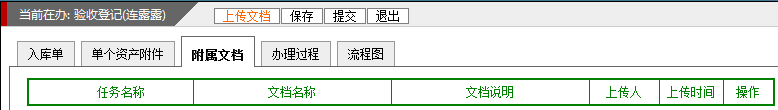 当前在办: 验收登记(连露露) 上传文档 保存 提交 退出
入库单 单个资产附件 附属文档 办理过程 流程图
任务名称 文档名称 文档说明 上传人 上传时间 操作